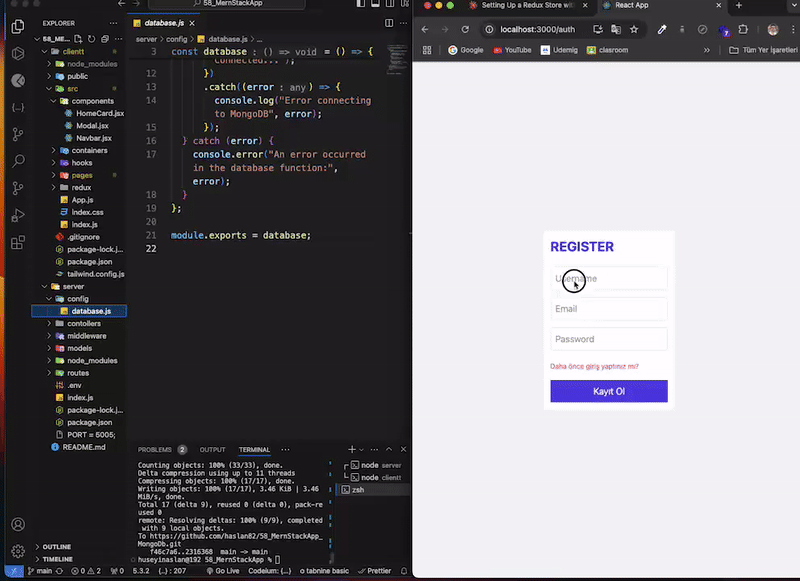 58_MernStackApp
EXPLORER
58_ME...
clientt
node_modules
public
src
components
HomeCard.jsx
Modal.jsx
Navbar.jsx
containers
hooks
pages
redux
App.js
index.css
index.js
.gitignore
package-lock.j...
package.json
tailwind.config.js
server
config
database.js
contollers
middleware
models
node_modules
routes
.env
index.js
package-lock.j...
package.json
PORT = 5005;
README.md
OUTLINE
TIMELINE
database.js
server > config > database.js > ...
3 const database : () => void = () => {
connected...");
12 })
13 .catch((error : any ) => {
14 console.log("Error connecting
to MongoDB", error);
15 });
16 } catch (error) {
17 console.error("An error occurred
in the database function:",
error);
18 }
19 };
20
21 module.exports = database;
22
PROBLEMS 2 OUTPUT TERMINAL ...
Counting objects: 100% (33/33), done.
Delta compression using up to 11 threads
Compressing objects: 100% (17/17), done.
Writing objects: 100% (17/17), 3.46 KiB | 3.46
MiB/s, done.
Total 17 (delta 9), reused 0 (delta 0), pack-re
used 0
remote: Resolving deltas: 100% (9/9), completed
with 9 local objects.
To https://github.com/haslan82/58_MernStackApp_
MongoDb.git
f46c7a6..2316368 main -> main
huseyinaslan@192 58_MernStackApp %
node server
node clientt
zsh
main 0 2 0 5.3.2 {..} : 207 Go Live Codeium: {...} tabnine basic Prettier
Setting Up a Redux Store with
React App
localhost:3000/auth
Google
YouTube
Udemig
clasroom
Tüm Yer İşaretleri
REGISTER
Username
Email
Password
Daha önce giriş yaptınız mı?
Kayıt Ol